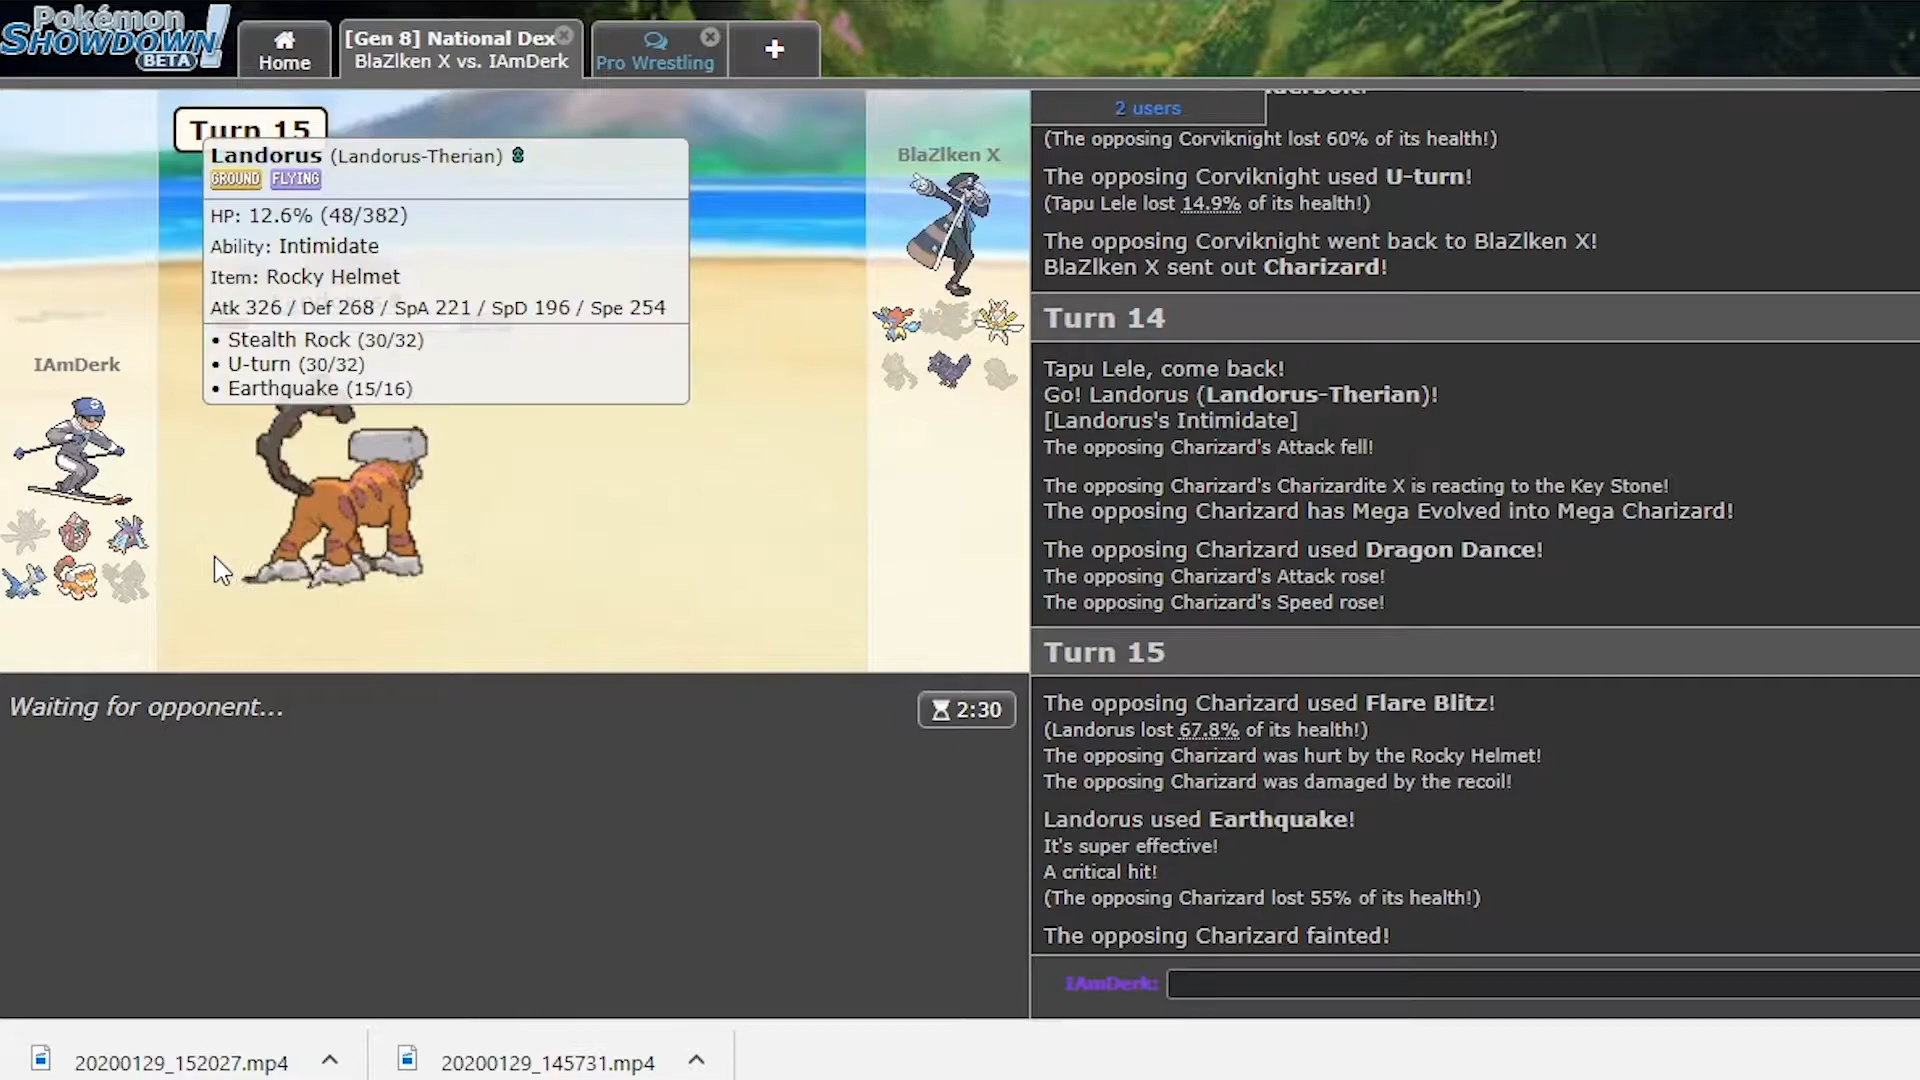 Pokémon
SHOWDOWN!
BETA
Home
[Gen 8] National Dex
BlaZIken X vs. IAmDerk
Pro Wrestling
+
Turn 15
Landorus (Landorus-Therian)
GROUND FLYING
HP: 12.6% (48/382)
Ability: Intimidate
Item: Rocky Helmet
Atk 326 / Def 268 / SpA 221 / SpD 196 / Spe 254
• Stealth Rock (30/32)
• U-turn (30/32)
• Earthquake (15/16)
IAmDerk
BlaZIken X
Waiting for opponent...
2:30
2 users
(The opposing Corviknight lost 60% of its health!)
The opposing Corviknight used U-turn!
(Tapu Lele lost 14.9% of its health!)
The opposing Corviknight went back to BlaZIken X!
BlaZIken X sent out Charizard!
Turn 14
Tapu Lele, come back!
Go! Landorus (Landorus-Therian)!
[Landorus's Intimidate]
The opposing Charizard's Attack fell!
The opposing Charizard's Charizardite X is reacting to the Key Stone!
The opposing Charizard has Mega Evolved into Mega Charizard!
The opposing Charizard used Dragon Dance!
The opposing Charizard's Attack rose!
The opposing Charizard's Speed rose!
Turn 15
The opposing Charizard used Flare Blitz!
(Landorus lost 67.8% of its health!)
The opposing Charizard was hurt by the Rocky Helmet!
The opposing Charizard was damaged by the recoil!
Landorus used Earthquake!
It's super effective!
A critical hit!
(The opposing Charizard lost 55% of its health!)
The opposing Charizard fainted!
IAmDerk:
20200129_152027.mp4
20200129_145731.mp4